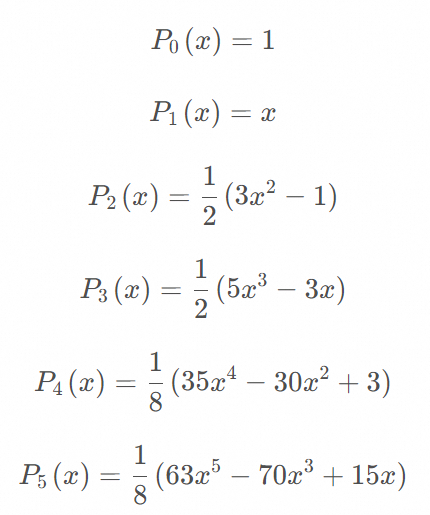 P₀(x) = 1
P₁(x) = x
P₂(x) = 1/2 (3x² − 1)
P₃(x) = 1/2 (5x³ − 3x)
P₄(x) = 1/8 (35x⁴ − 30x² + 3)
P₅(x) = 1/8 (63x⁵ − 70x³ + 15x)